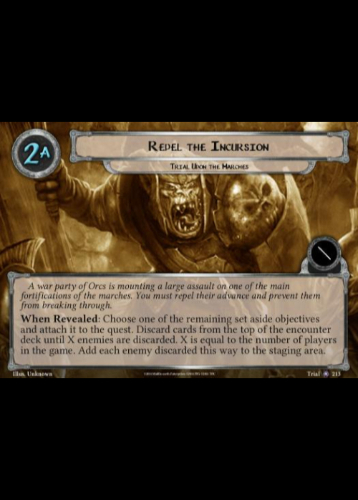 2A
Repel the Incursion
Trial Upon the Marches
A war party of Orcs is mounting a large assault on one of the main
fortifications of the marches. You must repel their advance and prevent them
from breaking through.
When Revealed: Choose one of the remaining set aside objectives
and attach it to the quest. Discard cards from the top of the encounter
deck until X enemies are discarded. X is equal to the number of players
in the game. Add each enemy discarded this way to the staging area.
Illus. Unknown
Trial 213